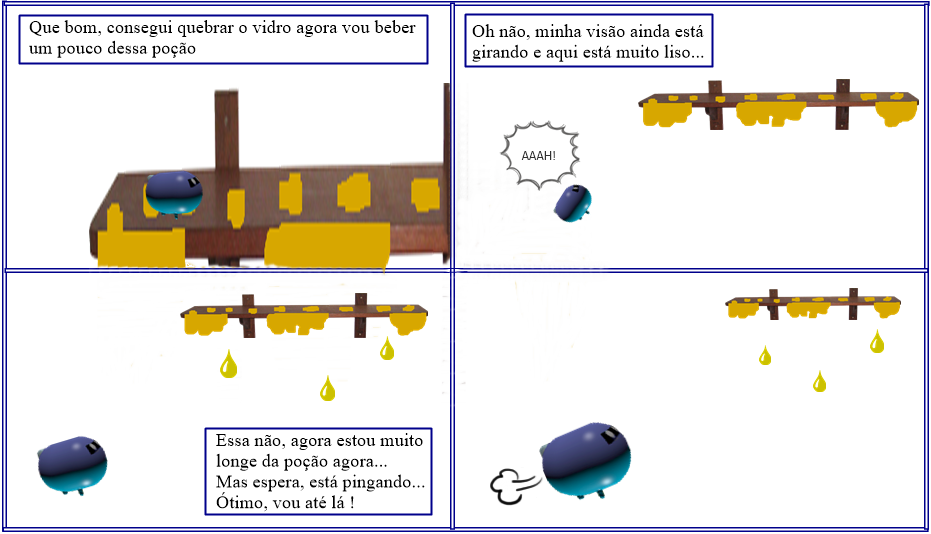 Que bom, consegui quebrar o vidro agora vou beber
um pouco dessa poção
Oh não, minha visão ainda está
girando e aqui está muito liso...
AAAH!
Essa não, agora estou muito
longe da poção agora...
Mas espera, está pingando...
Ótimo, vou até lá !